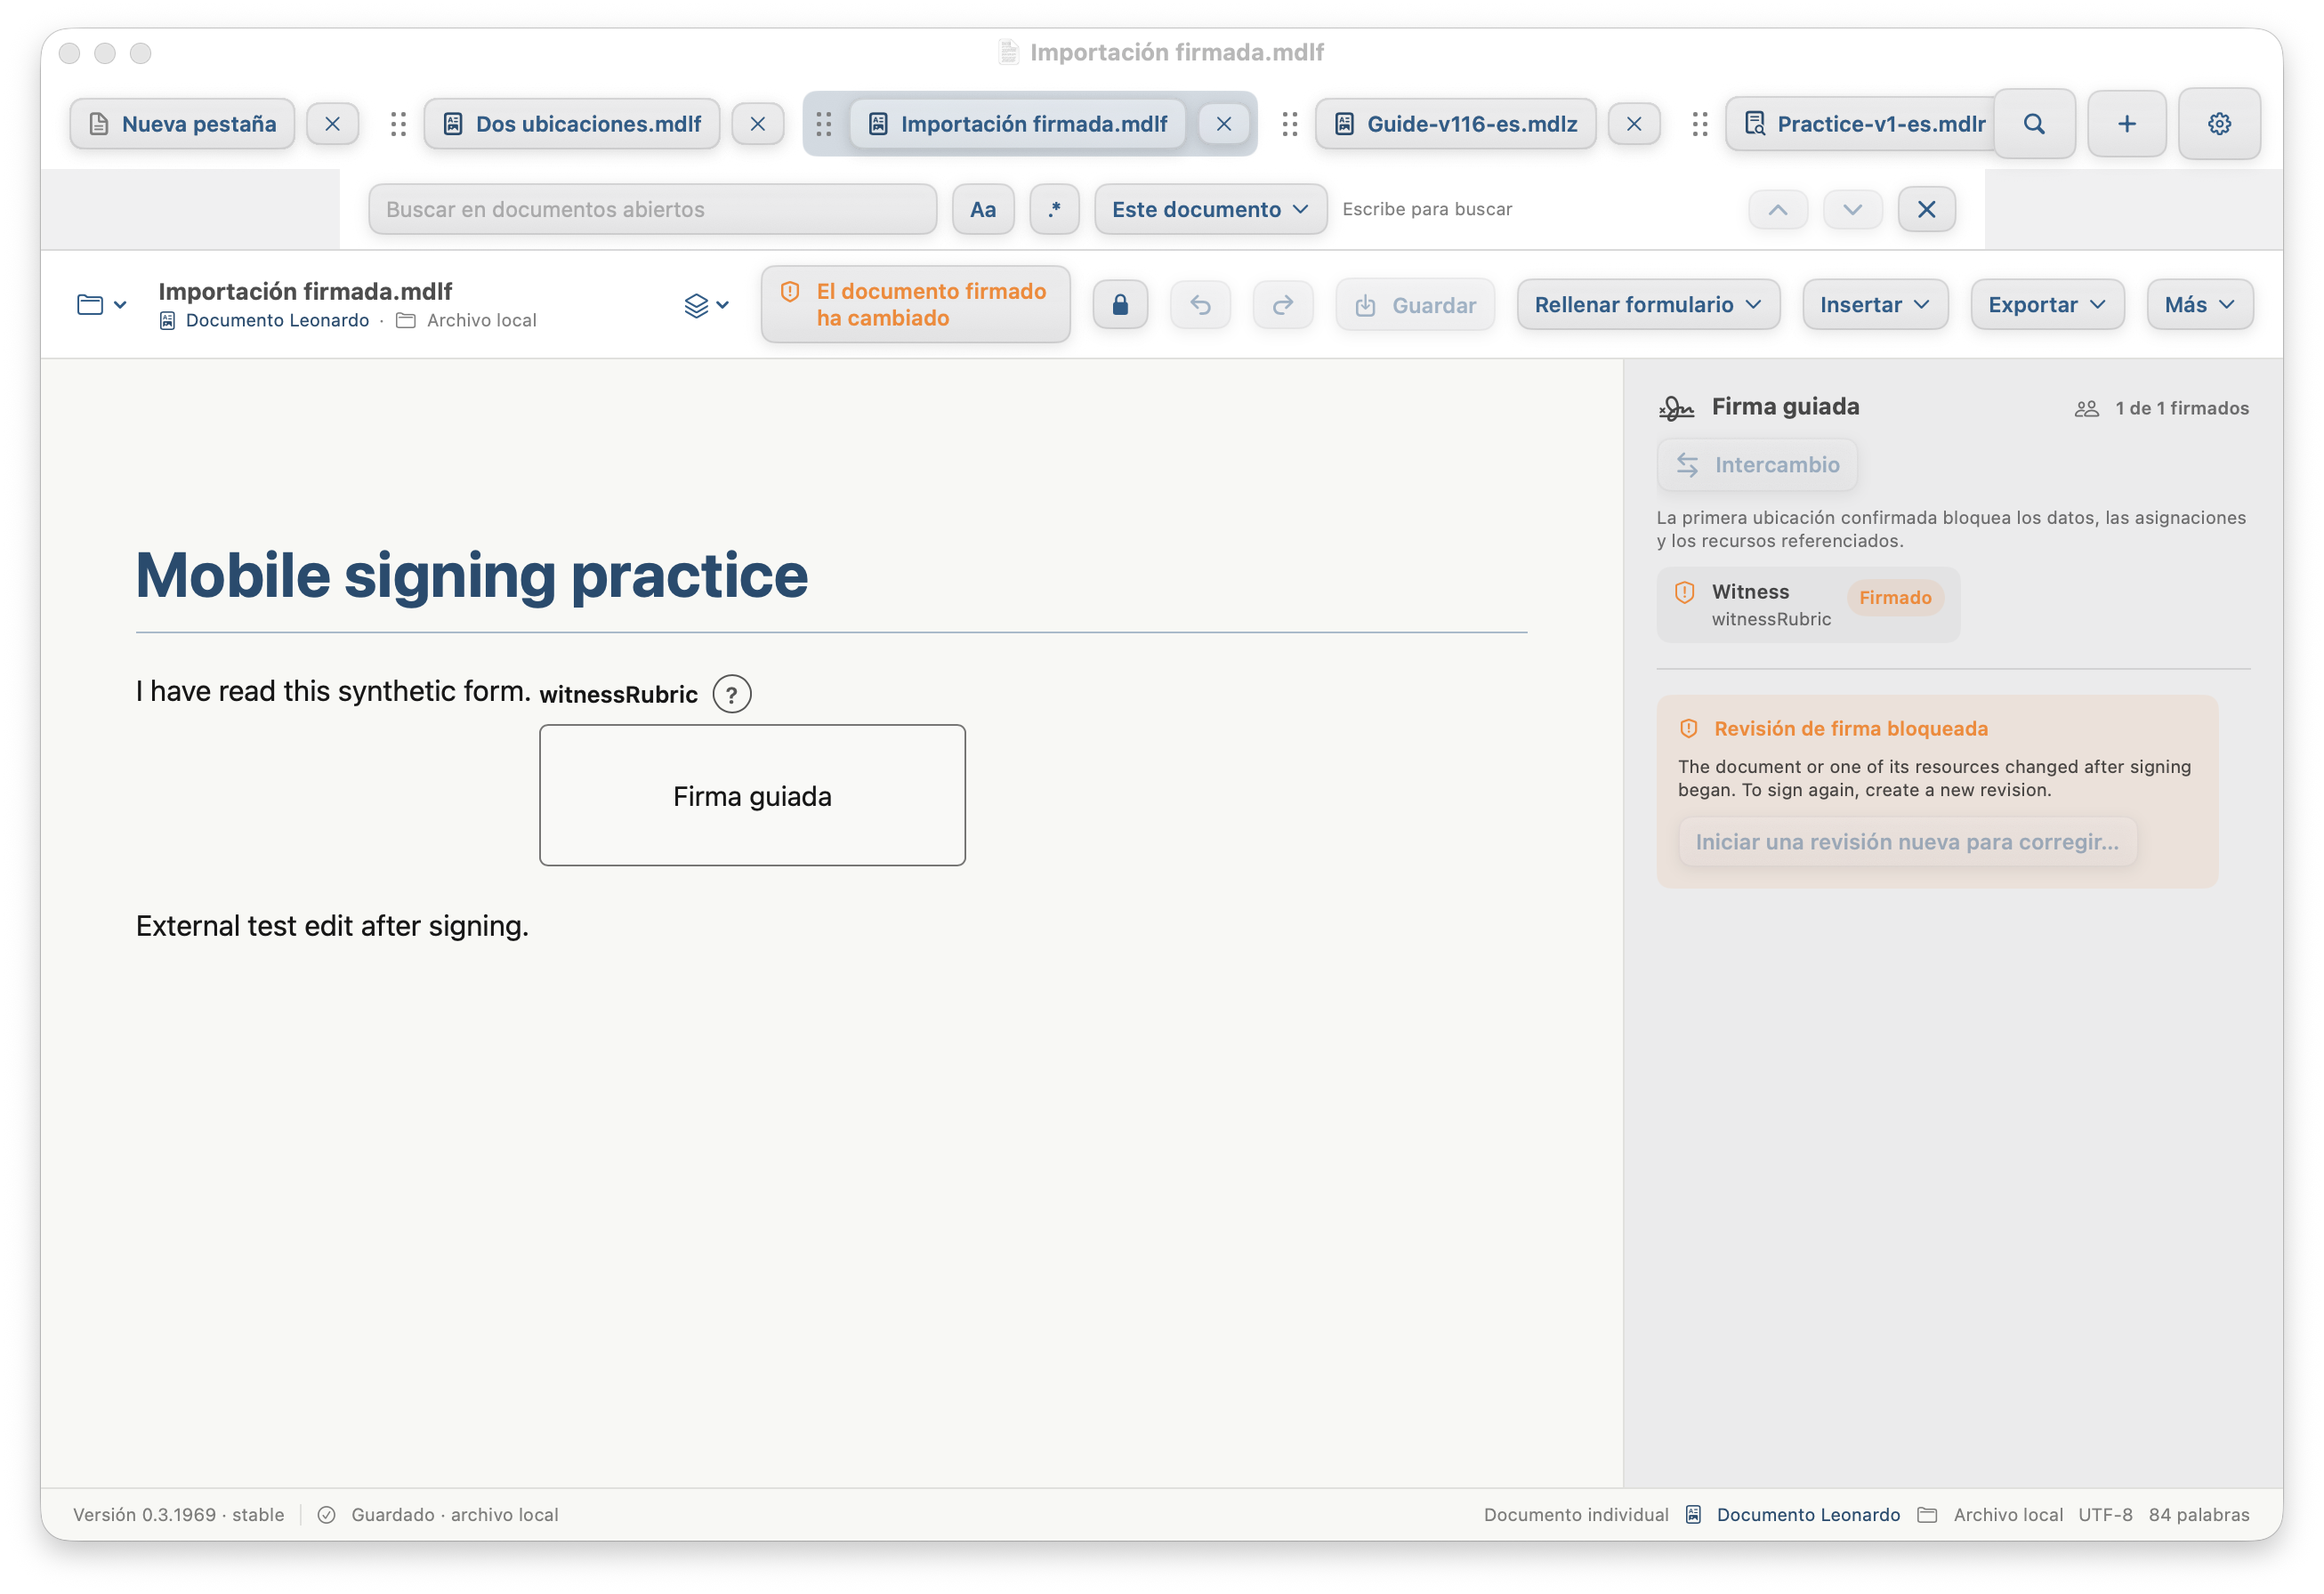 Importación firmada.mdlf
Nueva pestaña
Dos ubicaciones.mdlf
Importación firmada.mdlf
Guide-v116-es.mdlz
Practice-v1-es.mdlr
Buscar en documentos abiertos
Aa
.*
Este documento
Escribe para buscar
Importación firmada.mdlf
Documento Leonardo · Archivo local
El documento firmado
ha cambiado
Guardar
Rellenar formulario
Insertar
Exportar
Más
Mobile signing practice
I have read this synthetic form. witnessRubric ?
Firma guiada
External test edit after signing.
Firma guiada
1 de 1 firmados
Intercambio
La primera ubicación confirmada bloquea los datos, las asignaciones
y los recursos referenciados.
Witness
witnessRubric
Firmado
Revisión de firma bloqueada
The document or one of its resources changed after signing
began. To sign again, create a new revision.
Iniciar una revisión nueva para corregir...
Versión 0.3.1969 · stable
Guardado · archivo local
Documento individual
Documento Leonardo
Archivo local
UTF-8
84 palabras